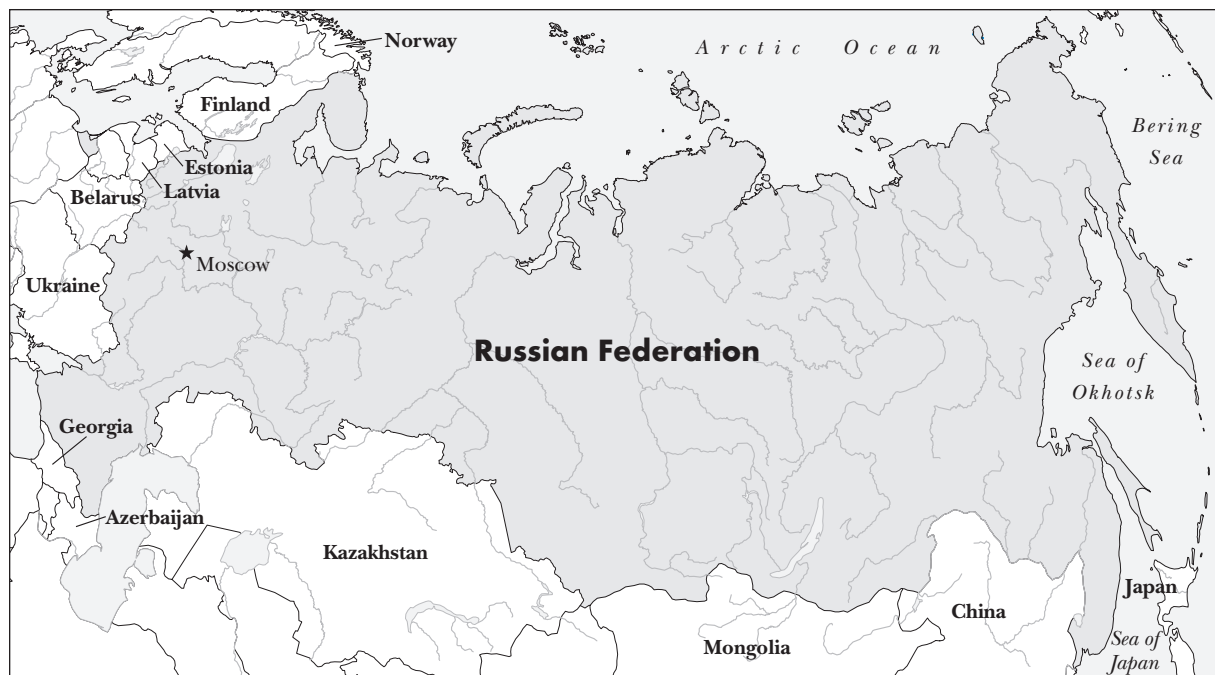 Norway
Arctic Ocean
Finland
Bering
Sea
Estonia
Latvia
Belarus
Moscow
Ukraine
Russian Federation
Sea of
Okhotsk
Georgia
Azerbaijan
Kazakhstan
Japan
China
Mongolia
Sea of
Japan